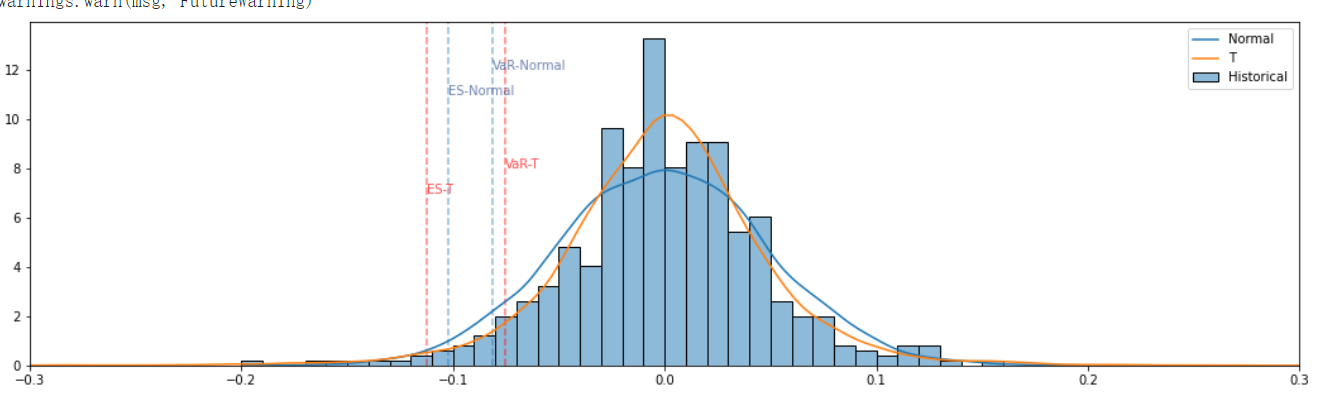 warnings.warn(msg, FutureWarning)
Normal
T
Historical
VaR-Normal
ES-Normal
VaR-T
ES-T
12
10
8
6
4
2
0
−0.3
−0.2
−0.1
0.0
0.1
0.2
0.3